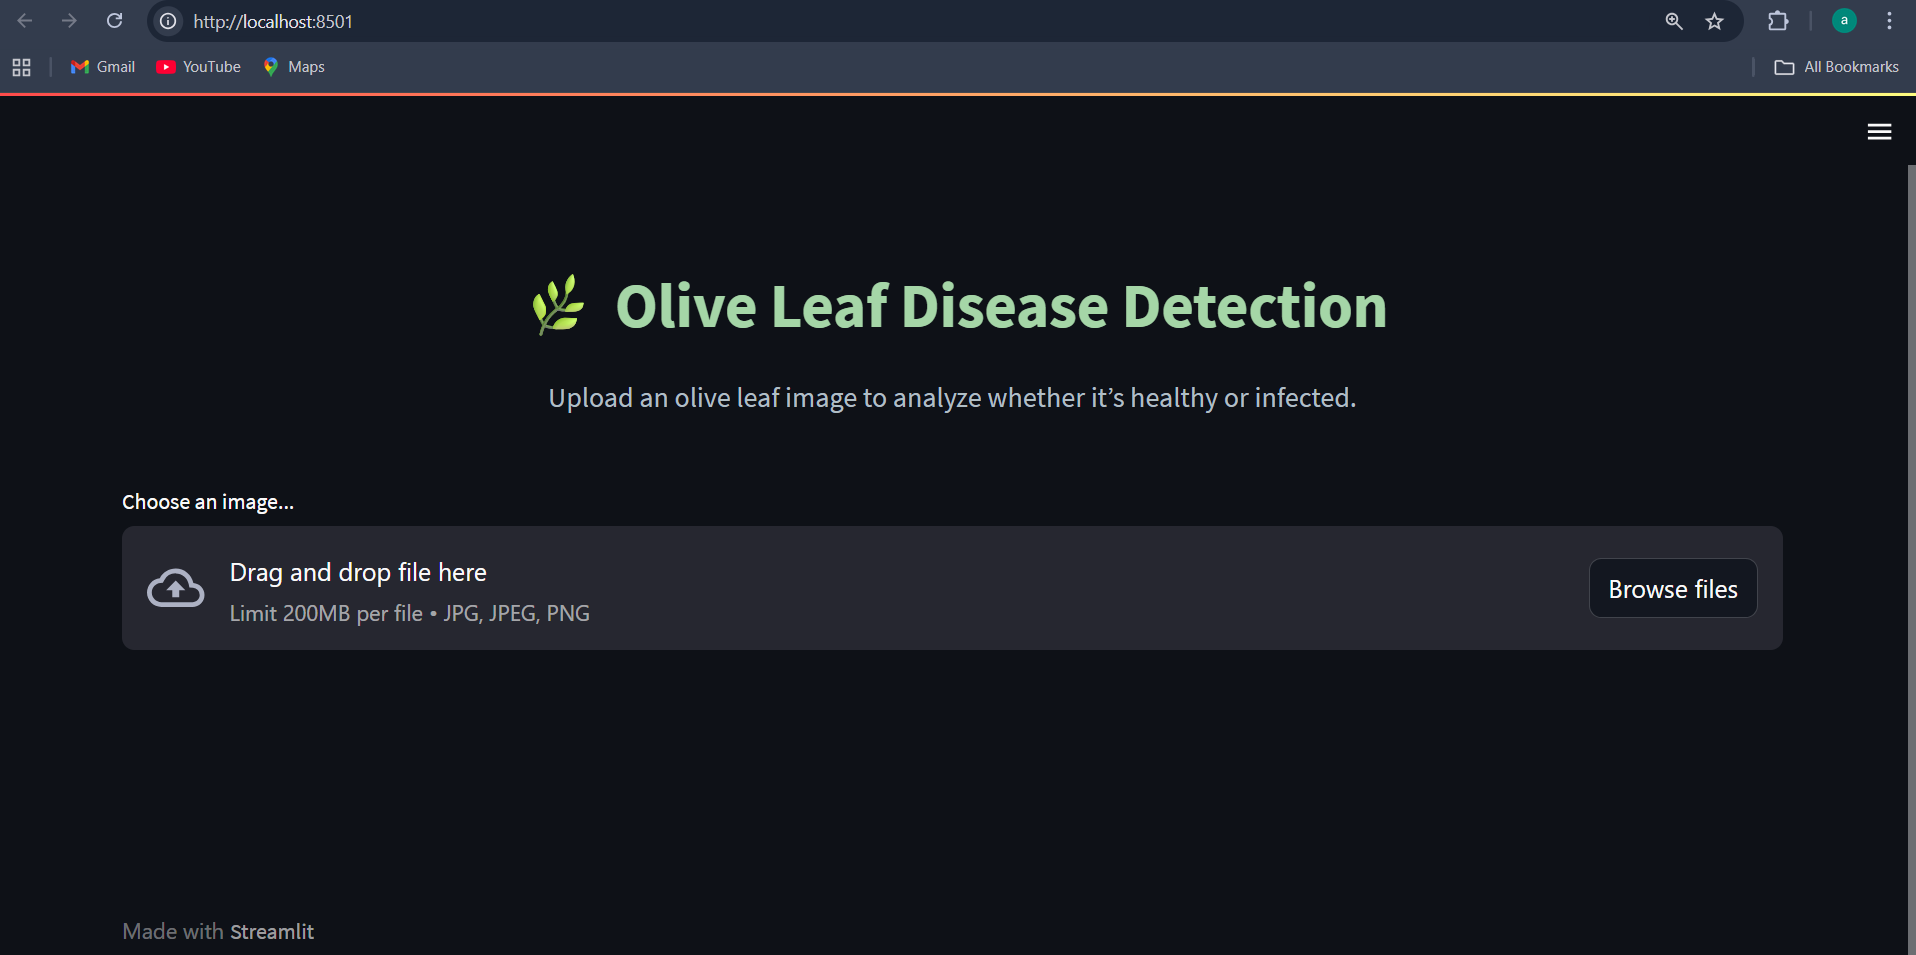 http://localhost:8501
Gmail YouTube Maps All Bookmarks
a
Olive Leaf Disease Detection
Upload an olive leaf image to analyze whether it’s healthy or infected.
Choose an image...
Drag and drop file here
Limit 200MB per file • JPG, JPEG, PNG
Browse files
Made with Streamlit